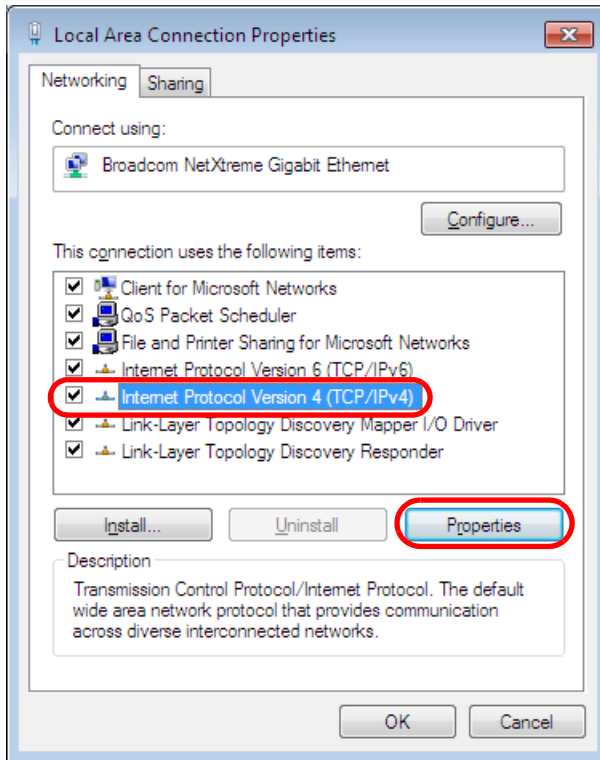 Local Area Connection Properties
Networking
Sharing
Connect using:
Broadcom NetXtreme Gigabit Ethernet
Configure...
This connection uses the following items:
Client for Microsoft Networks
QoS Packet Scheduler
File and Printer Sharing for Microsoft Networks
Internet Protocol Version 6 (TCP/IPv6)
Internet Protocol Version 4 (TCP/IPv4)
Link-Layer Topology Discovery Mapper I/O Driver
Link-Layer Topology Discovery Responder
Install...
Uninstall
Properties
Description
Transmission Control Protocol/Internet Protocol. The default
wide area network protocol that provides communication
across diverse interconnected networks.
OK
Cancel